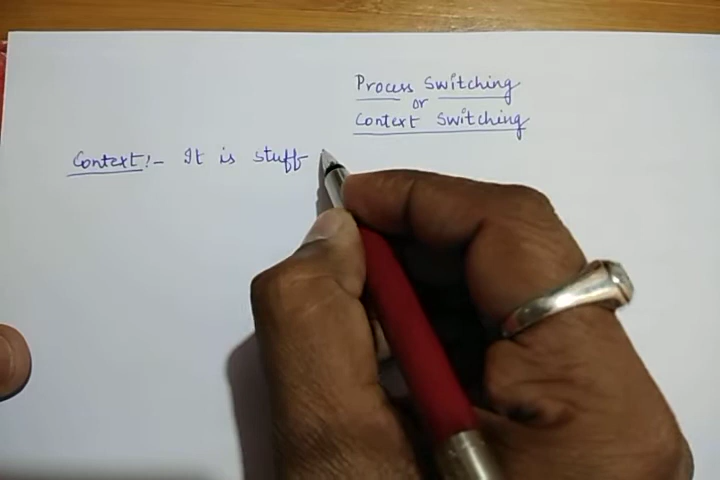 Process Switching
or
Context Switching
Context:- It is stuff